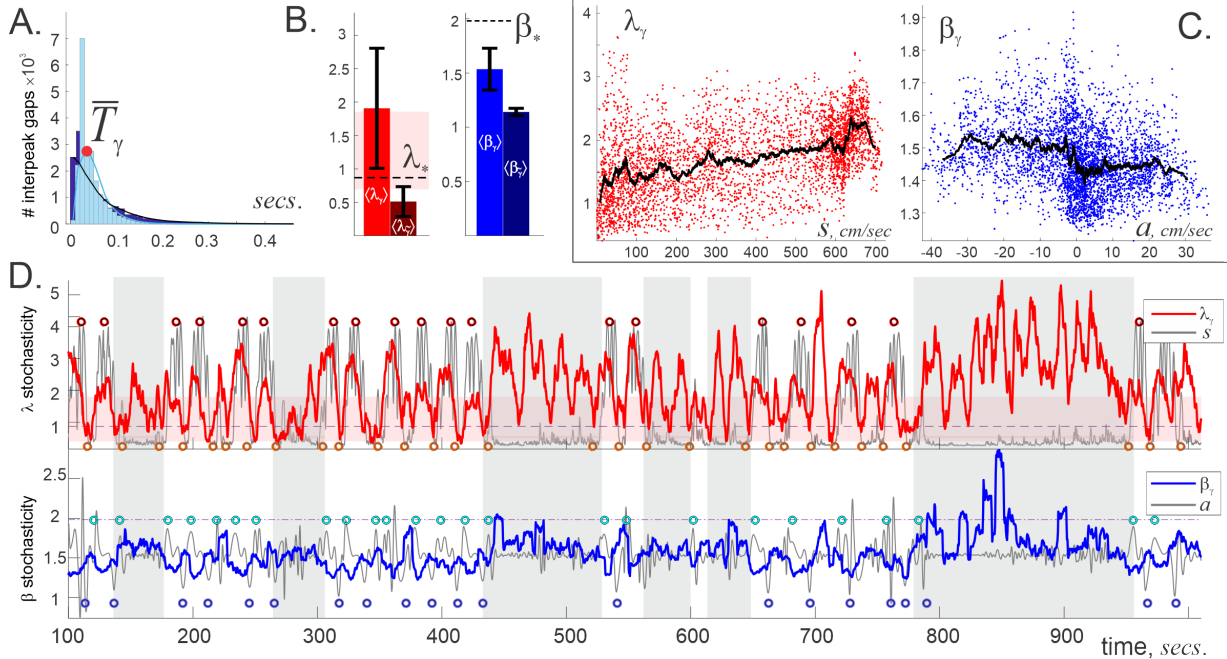 A.
# interpeak gaps ×10³
7
6
5
4
3
2
1
0
T̅γ
secs.
0 0.1 0.2 0.3 0.4
B.
3
2.5
2
1.5
1
0.5
λ*
⟨λγ⟩
⟨λγ̃⟩
2
1.5
1
0.5
β*
⟨βγ⟩
⟨βγ̃⟩
4
3
2
1
λγ
s, cm/sec
100 200 300 400 500 600 700
C.
βγ
1.9
1.8
1.7
1.6
1.5
1.4
1.3
a, cm/sec
-40 -30 -20 -10 0 10 20 30
D.
λ stochasticity
5
4
3
2
1
λγ
s
β stochasticity
2.5
2
1.5
1
βγ
a
100 200 300 400 500 600 700 800 900
time, secs.